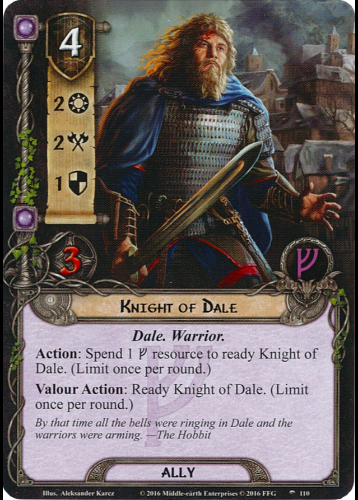 4
2
2
1
3
Knight of Dale
Dale. Warrior.
Action: Spend 1 ᚠ resource to ready Knight of
Dale. (Limit once per round.)
Valour Action: Ready Knight of Dale. (Limit
once per round.)
By that time all the bells were ringing in Dale and the
warriors were arming. —The Hobbit
ALLY
Illus. Aleksander Karcz © 2016 Middle-earth Enterprises © 2016 FFG 110